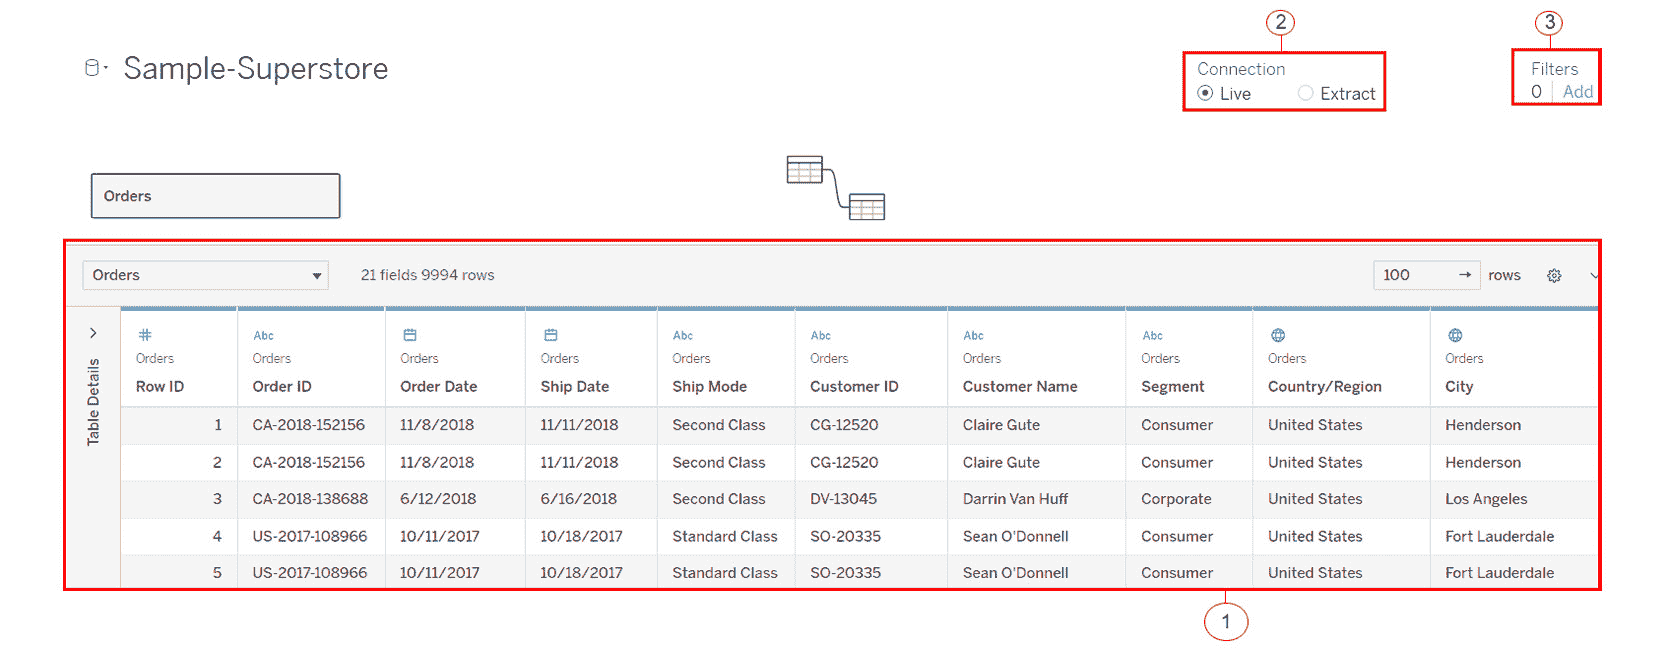 2
3
Sample-Superstore
Connection
Live Extract
Filters
0 Add
Orders
Orders 21 fields 9994 rows 100 → rows
Table Details
# Abc Abc Abc Abc Abc
Orders Orders Orders Orders Orders Orders Orders Orders Orders Orders
Row ID Order ID Order Date Ship Date Ship Mode Customer ID Customer Name Segment Country/Region City
1 CA-2018-152156 11/8/2018 11/11/2018 Second Class CG-12520 Claire Gute Consumer United States Henderson
2 CA-2018-152156 11/8/2018 11/11/2018 Second Class CG-12520 Claire Gute Consumer United States Henderson
3 CA-2018-138688 6/12/2018 6/16/2018 Second Class DV-13045 Darrin Van Huff Corporate United States Los Angeles
4 US-2017-108966 10/11/2017 10/18/2017 Standard Class SO-20335 Sean O'Donnell Consumer United States Fort Lauderdale
5 US-2017-108966 10/11/2017 10/18/2017 Standard Class SO-20335 Sean O'Donnell Consumer United States Fort Lauderdale
1